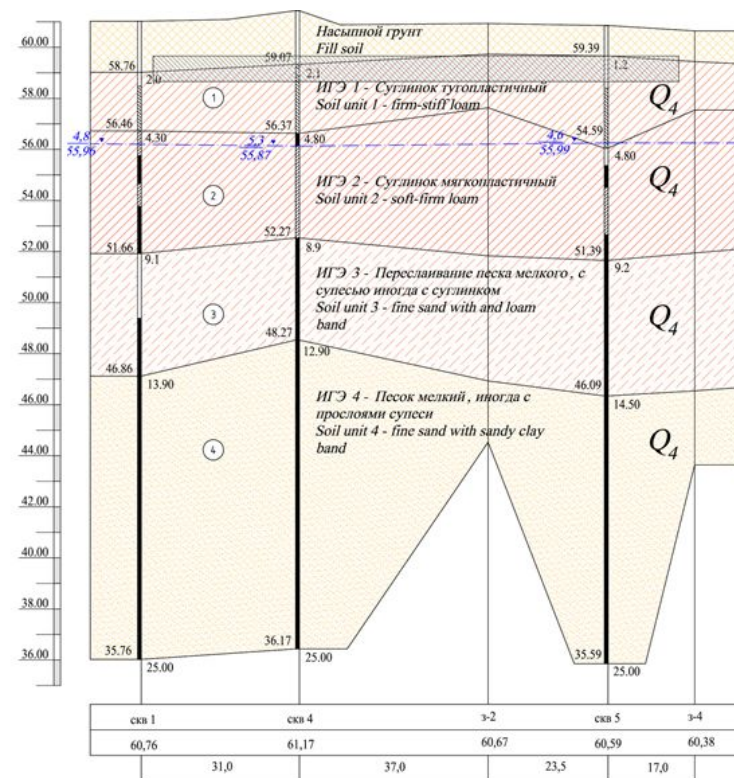 60.00
58.00
56.00
54.00
52.00
50.00
48.00
46.00
44.00
42.00
40.00
38.00
36.00
Насыпной грунт
Fill soil
58.76
2.0
59.07
2.1
59.39
1.2
1
ИГЭ 1 - Суглинок тугопластичный
Soil unit 1 - firm-stiff loam
Q4
56.46
4.30
56.37
4.80
54.59
4.80
4,8
55,96
5,3
55,87
4,6
55,99
2
ИГЭ 2 - Суглинок мягкопластичный
Soil unit 2 - soft-firm loam
Q4
51.66
9.1
52.27
8.9
51.39
9.2
3
ИГЭ 3 - Переслаивание песка мелкого, с
супесью иногда с суглинком
Soil unit 3 - fine sand with and loam
band
Q4
46.86
13.90
48.27
12.90
46.09
14.50
4
ИГЭ 4 - Песок мелкий, иногда с
прослоями супеси
Soil unit 4 - fine sand with sandy clay
band
Q4
35.76
25.00
36.17
25.00
35.59
25.00
скв 1 скв 4 з-2 скв 5 з-4
60,76 61,17 60,67 60,59 60,38
31,0 37,0 23,5 17,0